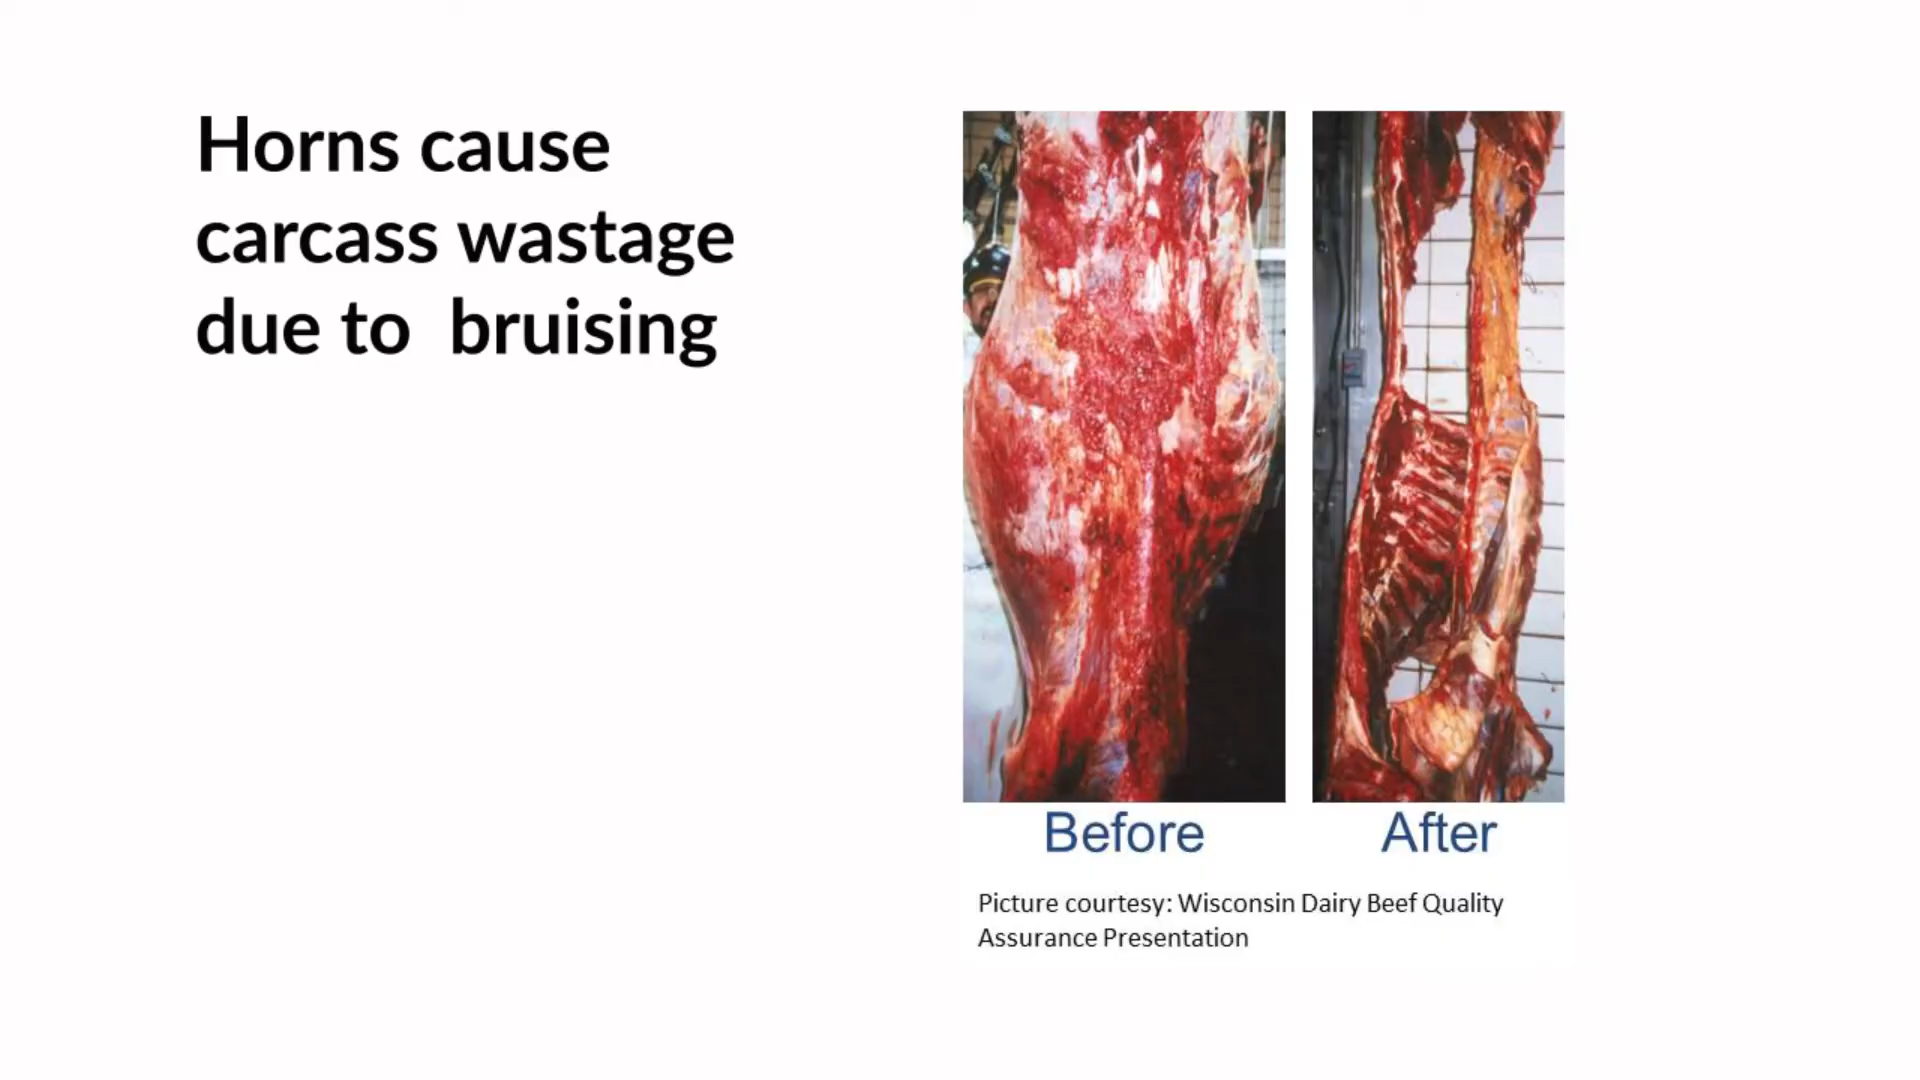 Horns cause
carcass wastage
due to  bruising
Before
After
Picture courtesy: Wisconsin Dairy Beef Quality
Assurance Presentation